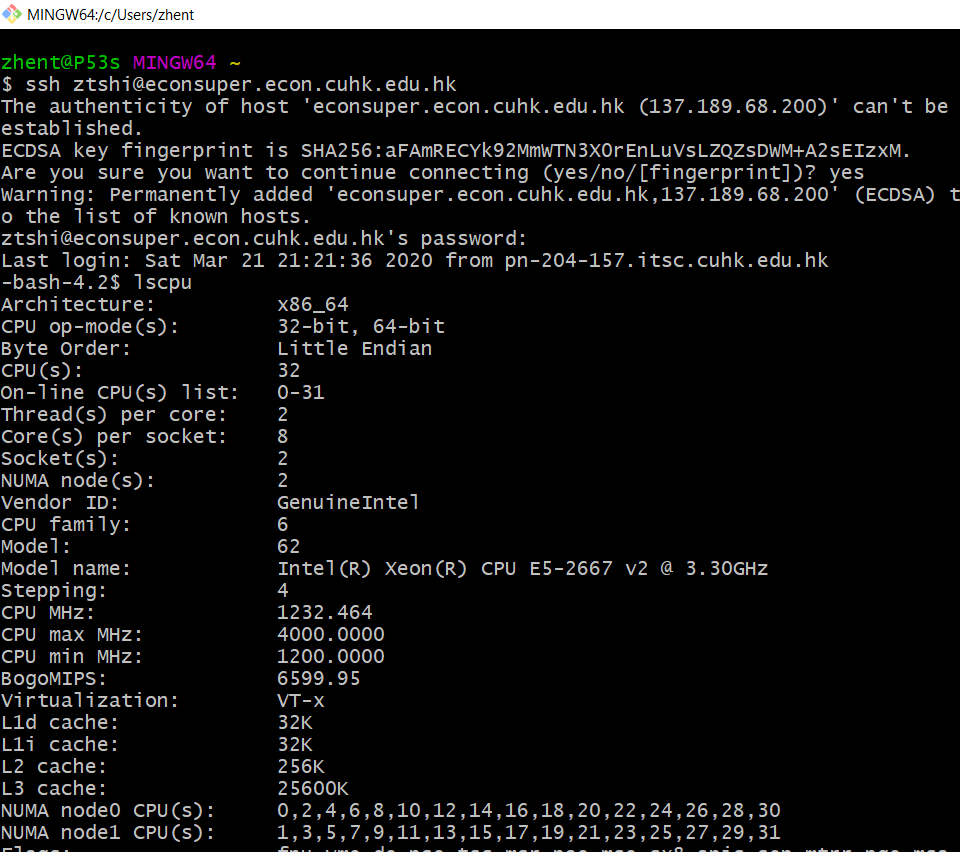 MINGW64:/c/Users/zhent
zhent@P53s MINGW64 ~
$ ssh ztshi@econsuper.econ.cuhk.edu.hk
The authenticity of host 'econsuper.econ.cuhk.edu.hk (137.189.68.200)' can't be
established.
ECDSA key fingerprint is SHA256:aFAmRECYk92MmWTN3X0rEnLuVsLZQZsDWM+A2sEIzxM.
Are you sure you want to continue connecting (yes/no/[fingerprint])? yes
Warning: Permanently added 'econsuper.econ.cuhk.edu.hk,137.189.68.200' (ECDSA) t
o the list of known hosts.
ztshi@econsuper.econ.cuhk.edu.hk's password:
Last login: Sat Mar 21 21:21:36 2020 from pn-204-157.itsc.cuhk.edu.hk
-bash-4.2$ lscpu
Architecture:          x86_64
CPU op-mode(s):        32-bit, 64-bit
Byte Order:            Little Endian
CPU(s):                32
On-line CPU(s) list:   0-31
Thread(s) per core:    2
Core(s) per socket:    8
Socket(s):             2
NUMA node(s):          2
Vendor ID:             GenuineIntel
CPU family:            6
Model:                 62
Model name:            Intel(R) Xeon(R) CPU E5-2667 v2 @ 3.30GHz
Stepping:              4
CPU MHz:               1232.464
CPU max MHz:           4000.0000
CPU min MHz:           1200.0000
BogoMIPS:              6599.95
Virtualization:        VT-x
L1d cache:             32K
L1i cache:             32K
L2 cache:              256K
L3 cache:              25600K
NUMA node0 CPU(s):     0,2,4,6,8,10,12,14,16,18,20,22,24,26,28,30
NUMA node1 CPU(s):     1,3,5,7,9,11,13,15,17,19,21,23,25,27,29,31